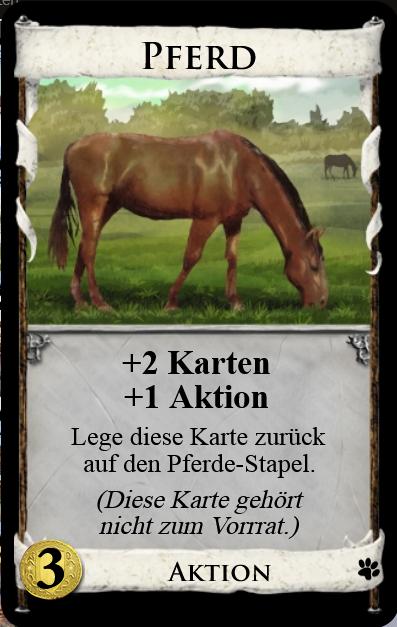 Pferd
+2 Karten
+1 Aktion
Lege diese Karte zurück
auf den Pferde-Stapel.
(Diese Karte gehört
nicht zum Vorrrat.)
3
Aktion